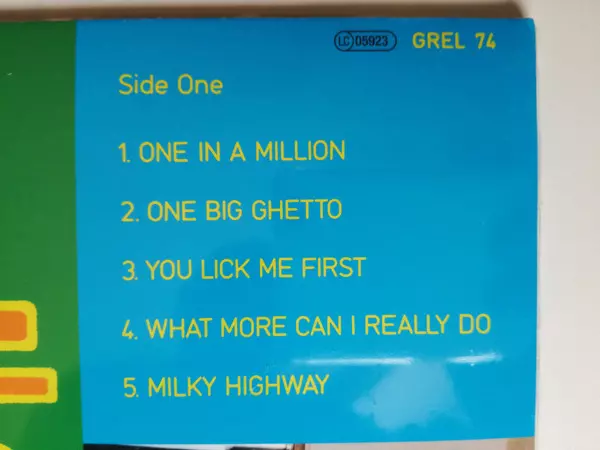 LC 05923 GREL 74
Side One
1. ONE IN A MILLION
2. ONE BIG GHETTO
3. YOU LICK ME FIRST
4. WHAT MORE CAN I REALLY DO
5. MILKY HIGHWAY